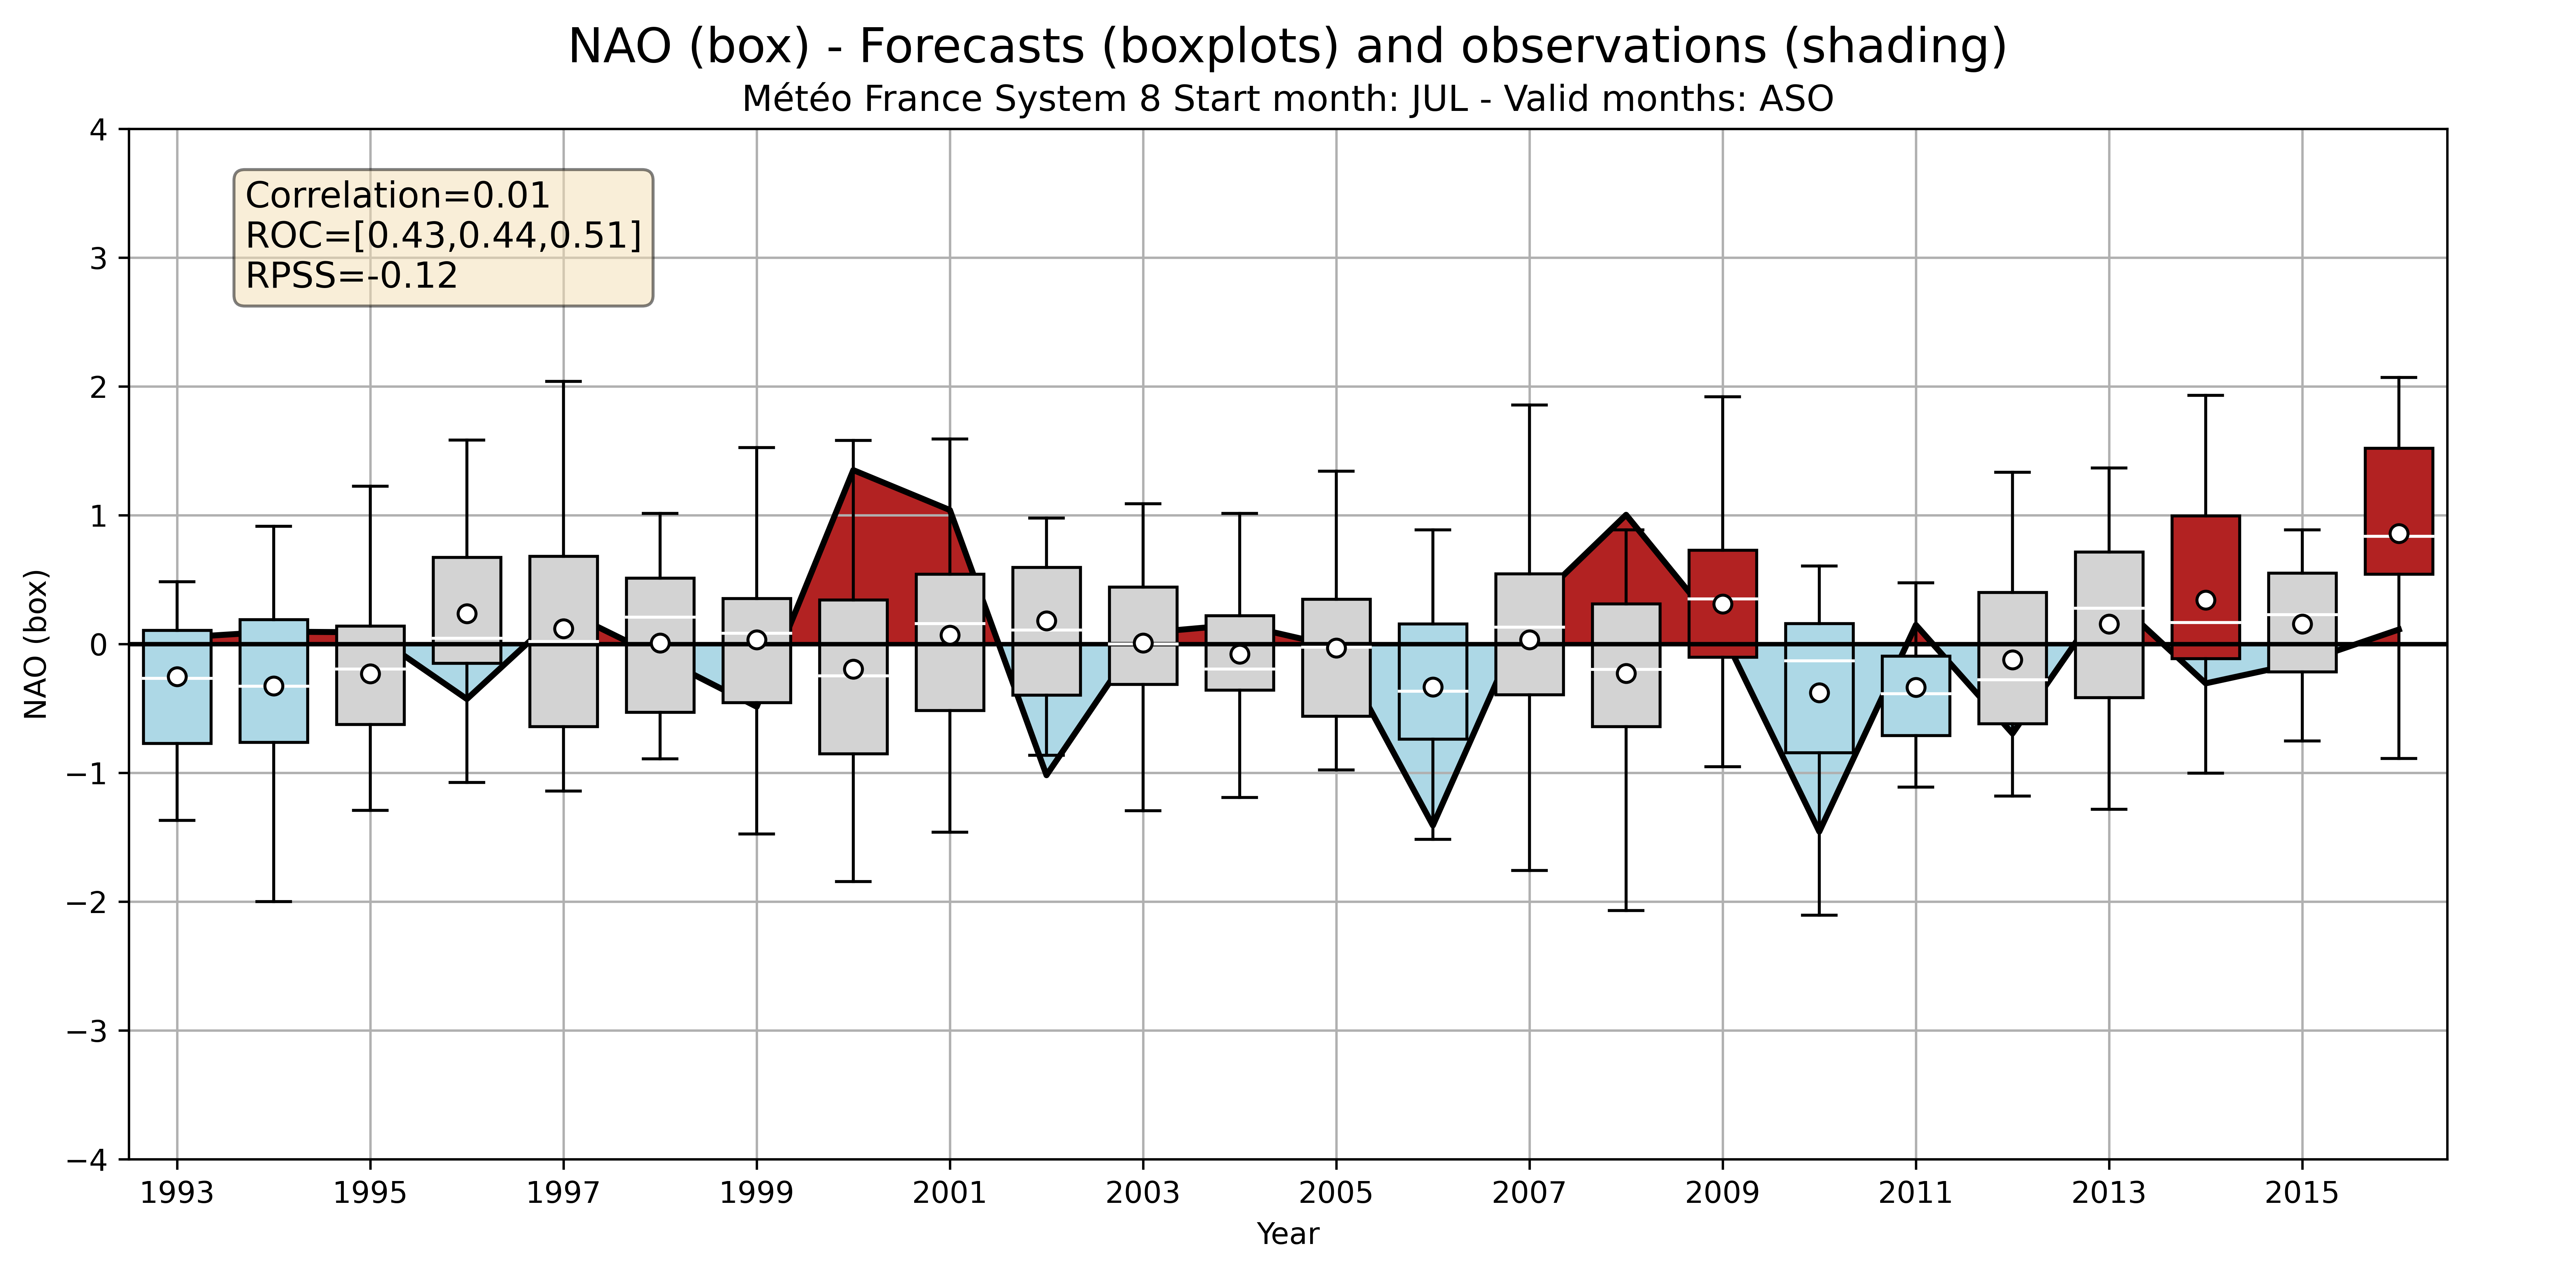 NAO (box) - Forecasts (boxplots) and observations (shading)
Météo France System 8 Start month: JUL - Valid months: ASO
4
3
2
1
0
−1
−2
−3
−4
NAO (box)
Correlation=0.01
ROC=[0.43,0.44,0.51]
RPSS=-0.12
1993 1995 1997 1999 2001 2003 2005 2007 2009 2011 2013 2015
Year